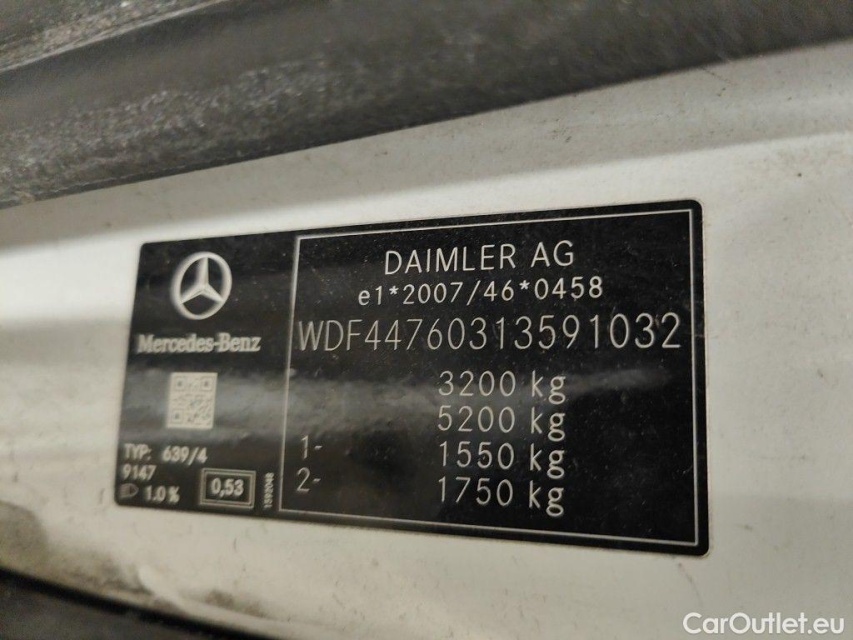 DAIMLER AG
e1*2007/46*0458
WDF44760313591032
3200 kg
5200 kg
1- 1550 kg
2- 1750 kg
Mercedes-Benz
TYP: 639/4
9147
1.0 %
0,53
1592048
CarOutlet.eu